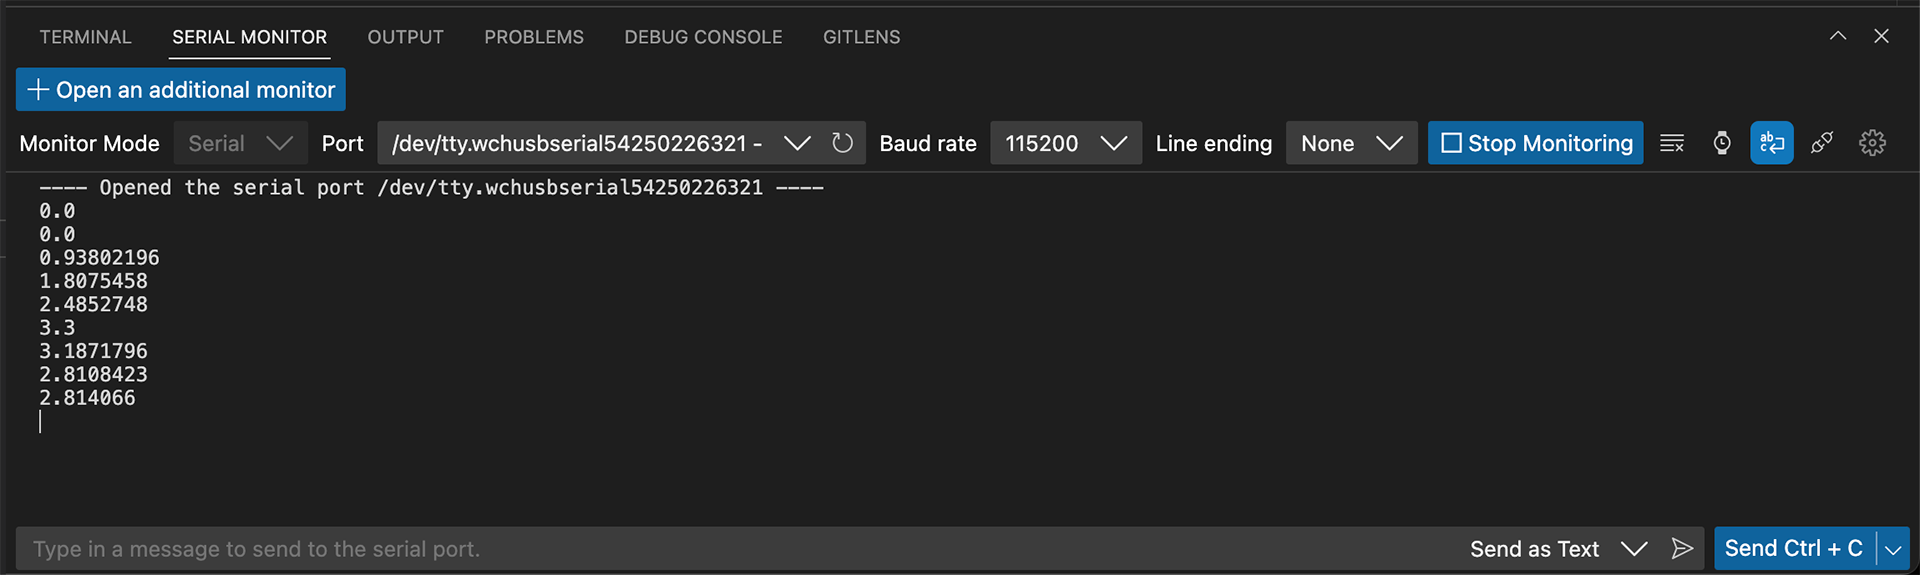 TERMINAL SERIAL MONITOR OUTPUT PROBLEMS DEBUG CONSOLE GITLENS
+ Open an additional monitor
Monitor Mode Serial Port /dev/tty.wchusbserial54250226321 - Baud rate 115200 Line ending None Stop Monitoring
---- Opened the serial port /dev/tty.wchusbserial54250226321 ----
0.0
0.0
0.93802196
1.8075458
2.4852748
3.3
3.1871796
2.8108423
2.814066
Type in a message to send to the serial port. Send as Text Send Ctrl + C